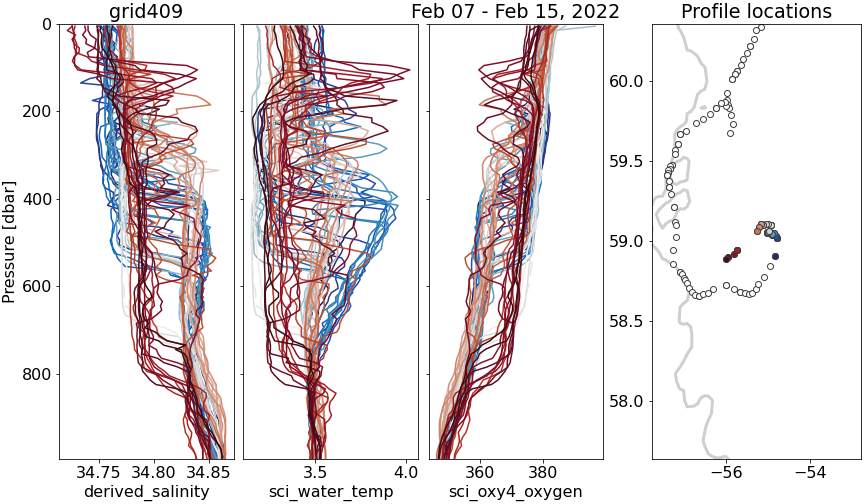 grid409
Feb 07 - Feb 15, 2022
Profile locations
0
200
400
600
800
Pressure [dbar]
34.75 34.80 34.85
derived_salinity
3.5 4.0
sci_water_temp
360 380
sci_oxy4_oxygen
60.0
59.5
59.0
58.5
58.0
−56 −54